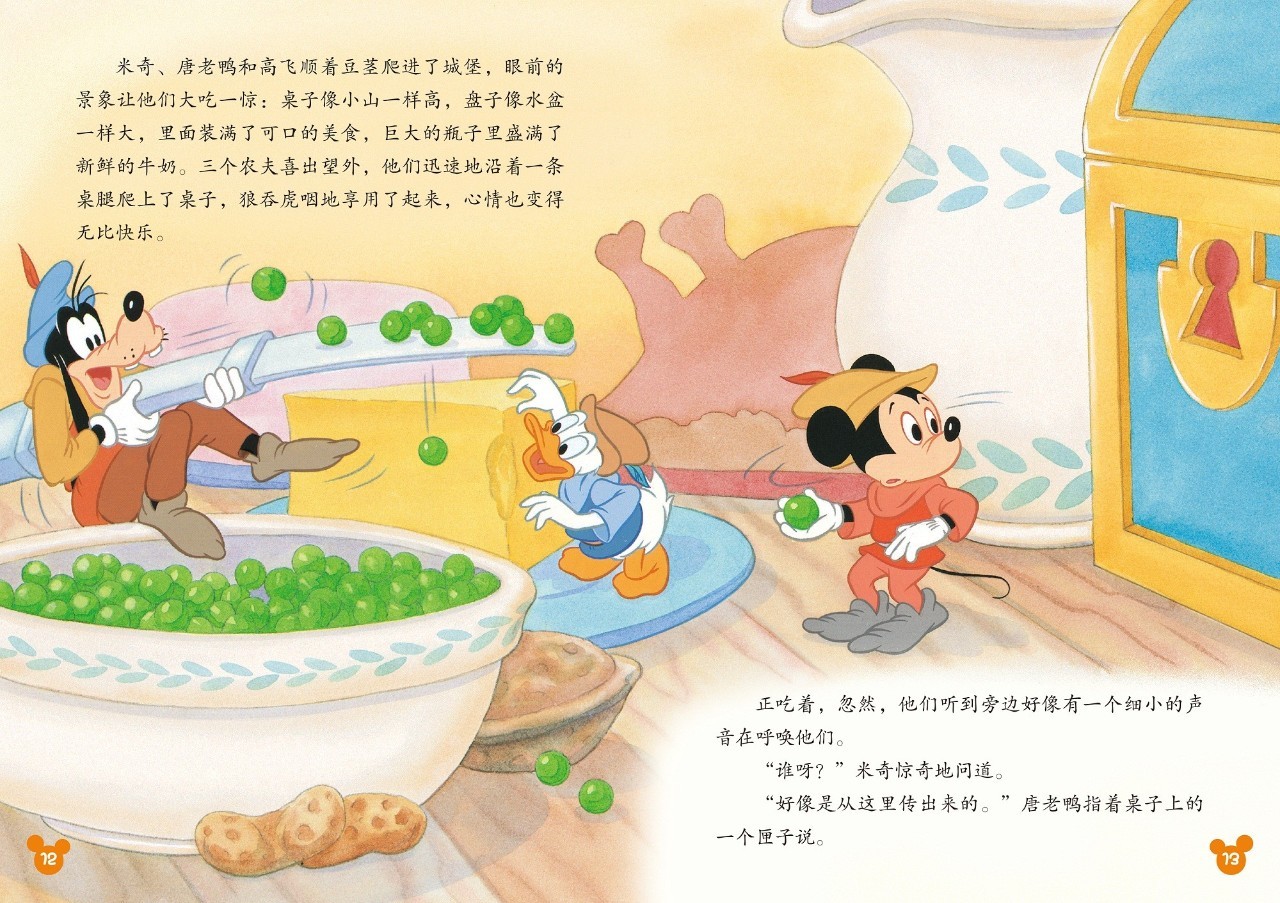 米奇、唐老鸭和高飞顺着豆茎爬进了城堡，眼前的
景象让他们大吃一惊：桌子像小山一样高，盘子像水盆
一样大，里面装满了可口的美食，巨大的瓶子里盛满了
新鲜的牛奶。三个农夫喜出望外，他们迅速地沿着一条
桌腿爬上了桌子，狼吞虎咽地享用了起来，心情也变得
无比快乐。
正吃着，忽然，他们听到旁边好像有一个细小的声
音在呼唤他们。
“谁呀？”米奇惊奇地问道。
“好像是从这里传出来的。”唐老鸭指着桌子上的
一个匣子说。
12
13